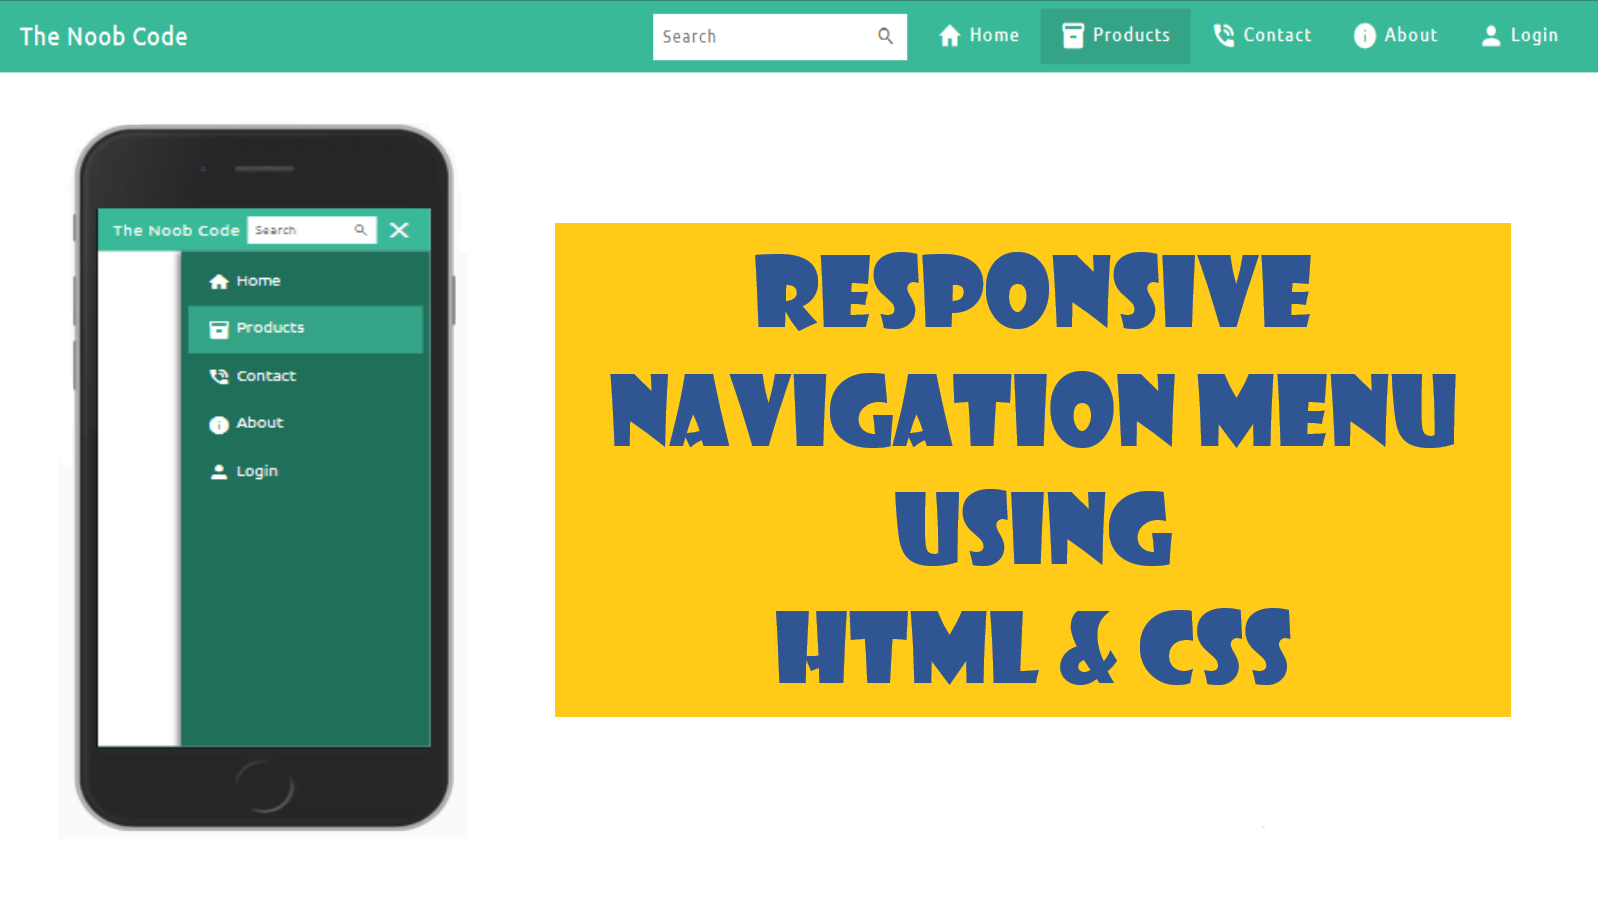 The Noob Code
Search
Home
Products
Contact
About
Login
The Noob Code
Search
Home
Products
Contact
About
Login
RESPONSIVE
NAVIGATION MENU
USING
HTML & CSS